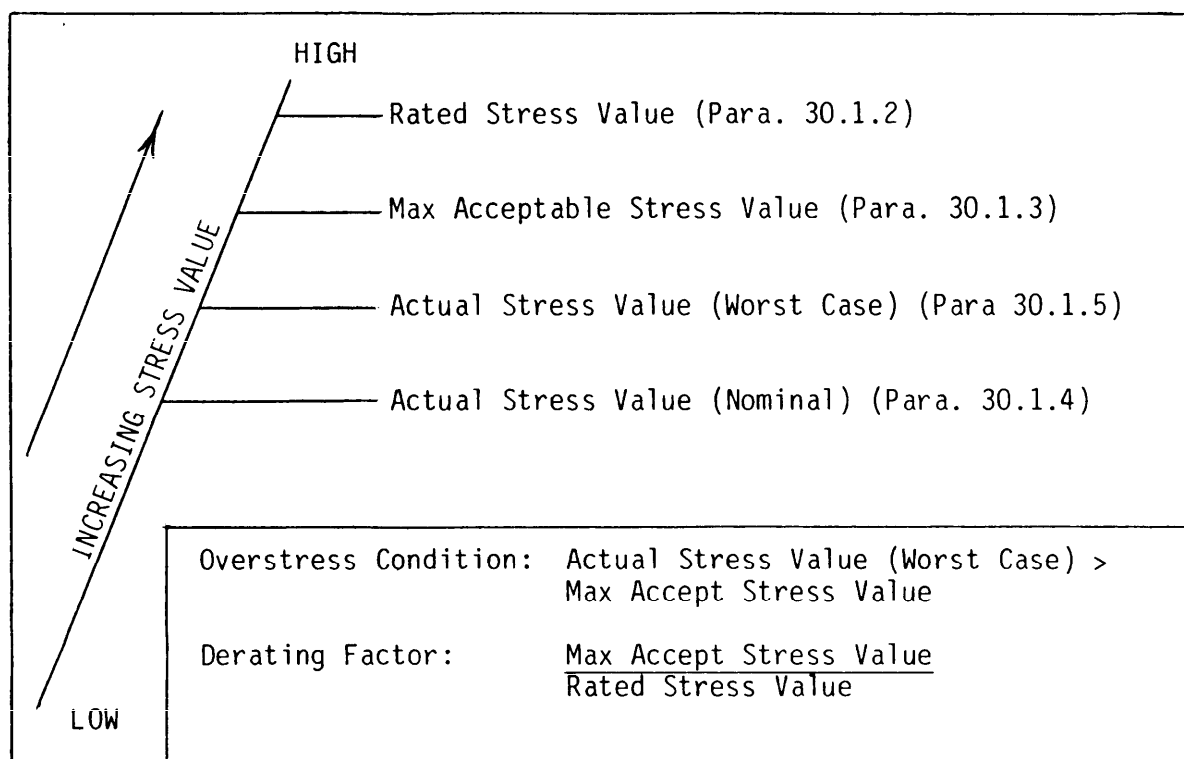 HIGH
Rated Stress Value (Para. 30.1.2)
Max Acceptable Stress Value (Para. 30.1.3)
Actual Stress Value (Worst Case) (Para 30.1.5)
Actual Stress Value (Nominal) (Para. 30.1.4)
INCREASING STRESS VALUE
LOW
Overstress Condition: Actual Stress Value (Worst Case) >
Max Accept Stress Value
Derating Factor: Max Accept Stress Value
Rated Stress Value